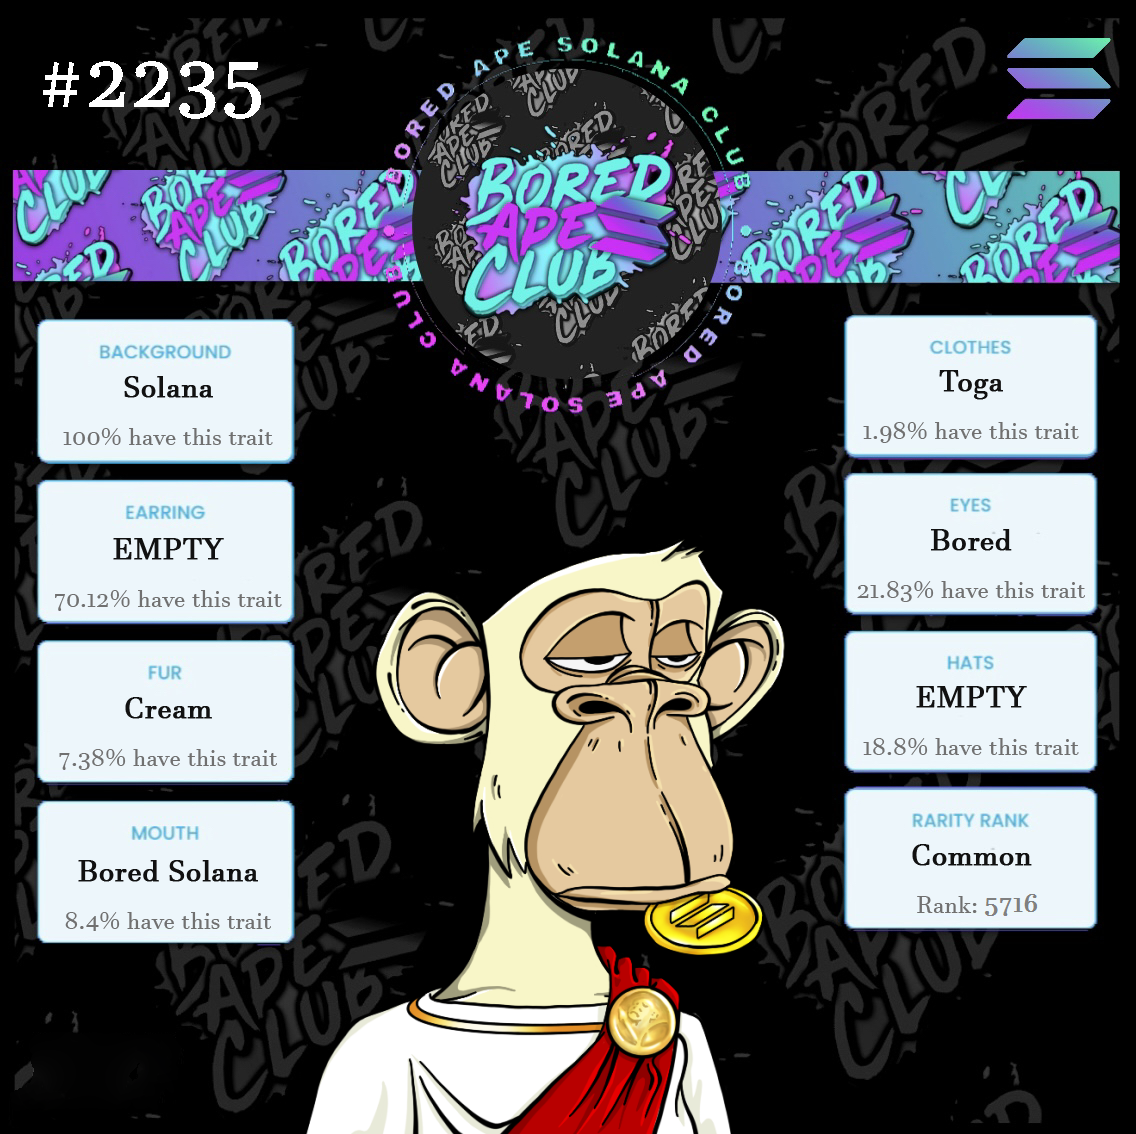 #2235
BORED APE SOLANA CLUB
BORED APE SOLANA CLUB
BORED
APE
CLUB
BACKGROUND
Solana
100% have this trait
EARRING
EMPTY
70.12% have this trait
FUR
Cream
7.38% have this trait
MOUTH
Bored Solana
8.4% have this trait
CLOTHES
Toga
1.98% have this trait
EYES
Bored
21.83% have this trait
HATS
EMPTY
18.8% have this trait
RARITY RANK
Common
Rank: 5716